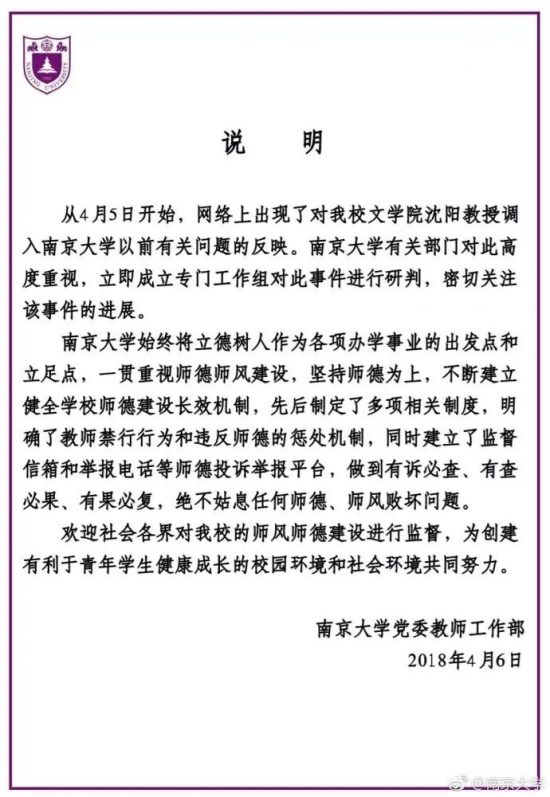 NANJING UNIVERSITY
说 明
从4月5日开始，网络上出现了对我校文学院沈阳教授调
入南京大学以前有关问题的反映。南京大学有关部门对此高
度重视，立即成立专门工作组对此事件进行研判，密切关注
该事件的进展。
南京大学始终将立德树人作为各项办学事业的出发点和
立足点，一贯重视师德师风建设，坚持师德为上，不断建立
健全学校师德建设长效机制，先后制定了多项相关制度，明
确了教师禁行行为和违反师德的惩处机制，同时建立了监督
信箱和举报电话等师德投诉举报平台，做到有诉必查、有查
必果、有果必复，绝不姑息任何师德、师风败坏问题。
欢迎社会各界对我校的师风师德建设进行监督，为创建
有利于青年学生健康成长的校园环境和社会环境共同努力。
南京大学党委教师工作部
2018年4月6日
@南京大学